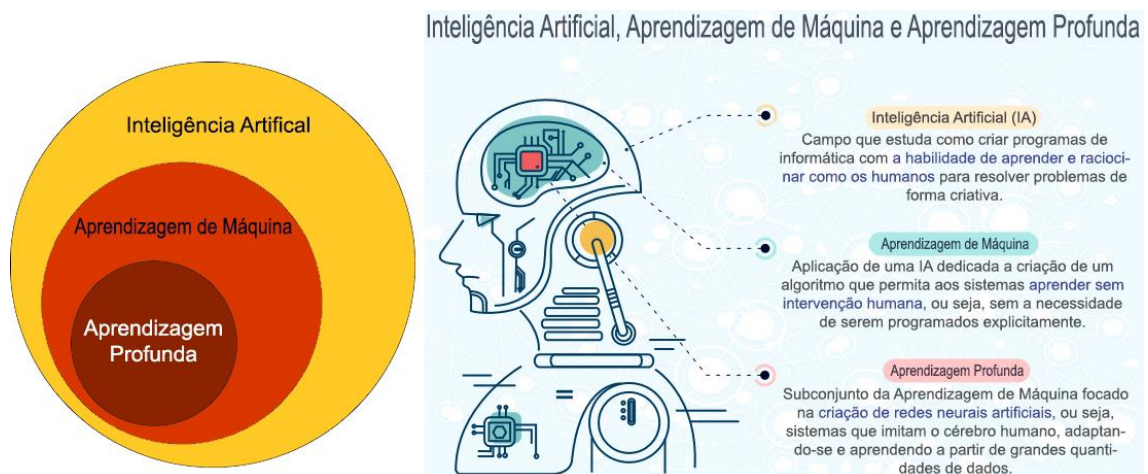 Inteligência Artifical
Aprendizagem de Máquina
Aprendizagem
Profunda
Inteligência Artificial, Aprendizagem de Máquina e Aprendizagem Profunda
Inteligência Artificial (IA)
Campo que estuda como criar programas de
informática com a habilidade de aprender e racioci-
nar como os humanos para resolver problemas de
forma criativa.
Aprendizagem de Máquina
Aplicação de uma IA dedicada a criação de um
algoritmo que permita aos sistemas aprender sem
intervenção humana, ou seja, sem a necessidade
de serem programados explicitamente.
Aprendizagem Profunda
Subconjunto da Aprendizagem de Máquina focado
na criação de redes neurais artificiais, ou seja,
sistemas que imitam o cérebro humano, adaptan-
do-se e aprendendo a partir de grandes quanti-
dades de dados.